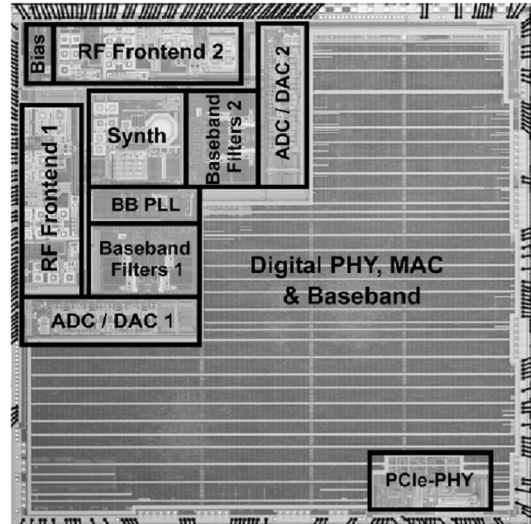 Bias
RF Frontend 2
ADC / DAC 2
Synth
Baseband
Filters 2
RF Frontend 1
BB PLL
Baseband
Filters 1
Digital PHY, MAC
& Baseband
ADC / DAC 1
PCIe-PHY